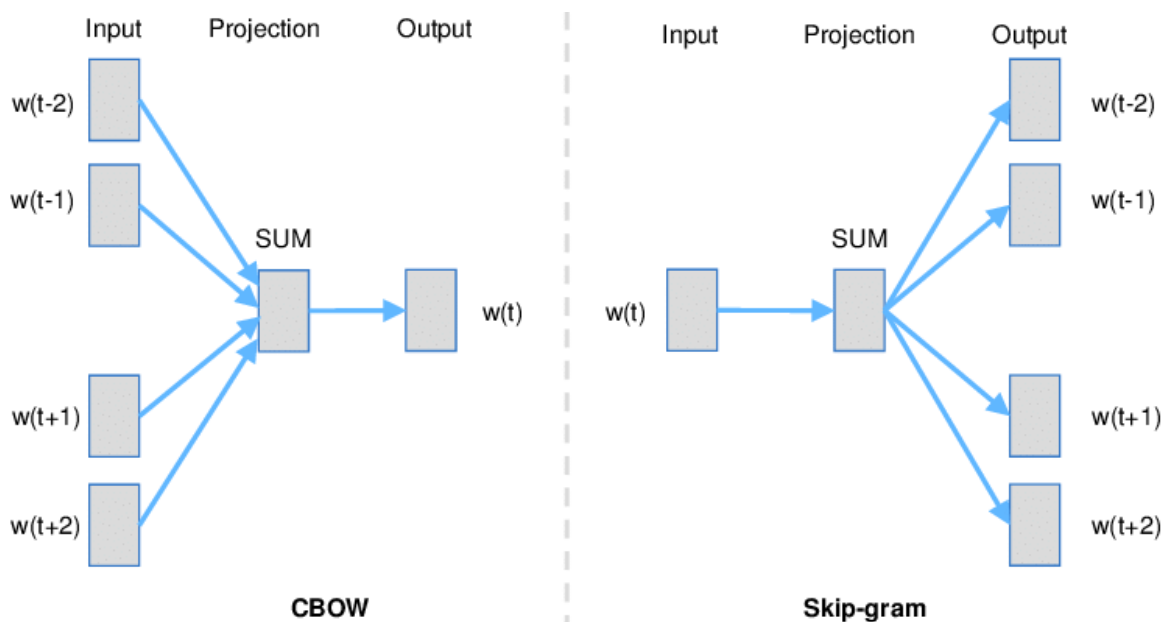 Input Projection Output
w(t-2)
w(t-1)
SUM
w(t)
w(t+1)
w(t+2)
CBOW
Input Projection Output
w(t-2)
w(t-1)
SUM
w(t)
w(t+1)
w(t+2)
Skip-gram